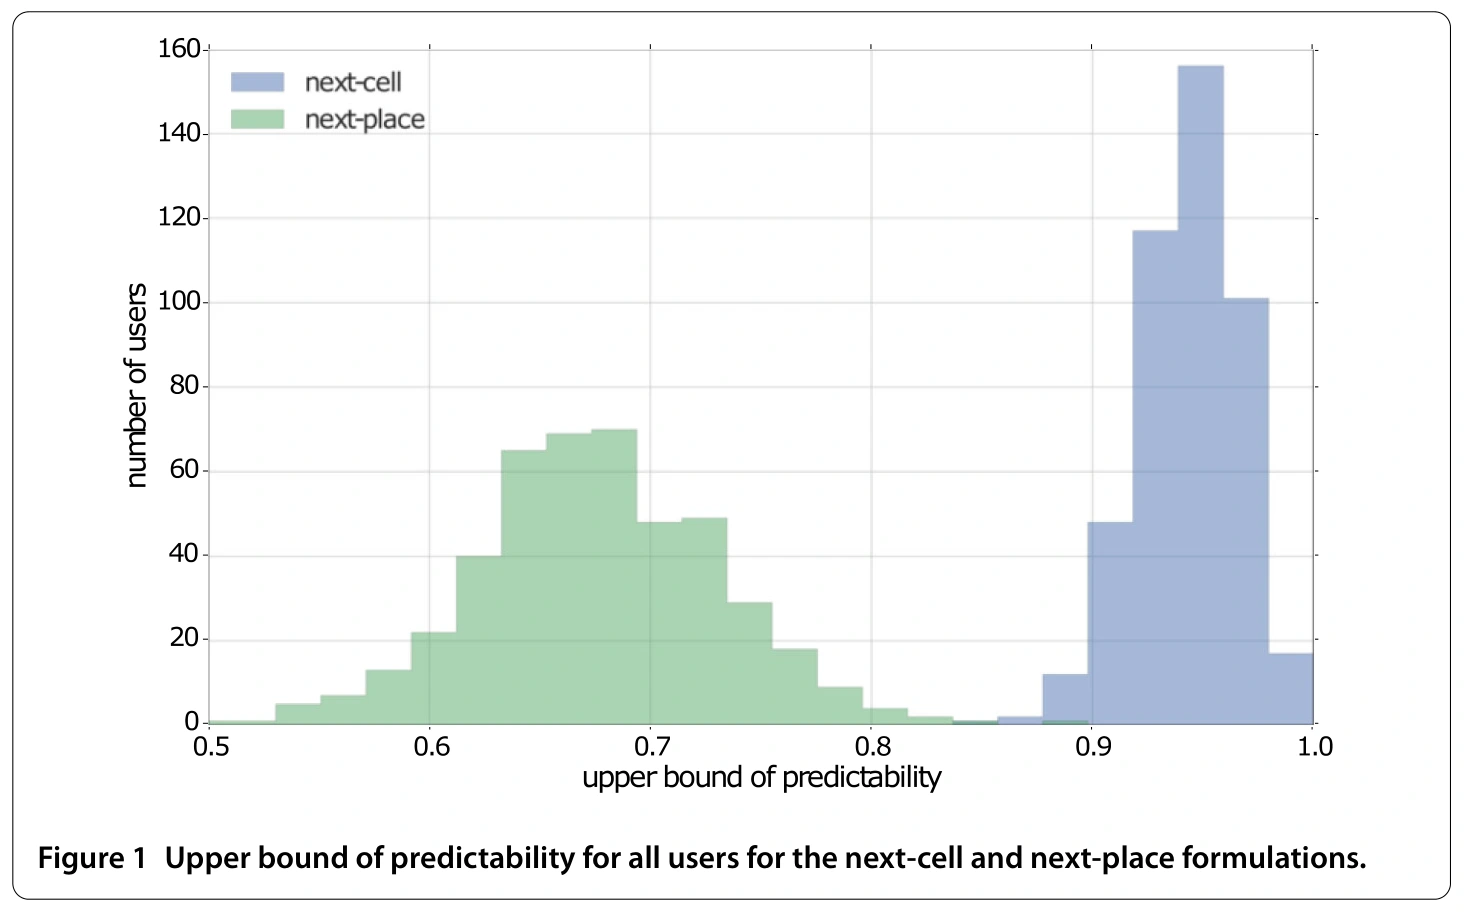 160
140
120
100
80
60
40
20
0
number of users
next-cell
next-place
0.5 0.6 0.7 0.8 0.9 1.0
upper bound of predictability
Figure 1 Upper bound of predictability for all users for the next-cell and next-place formulations.